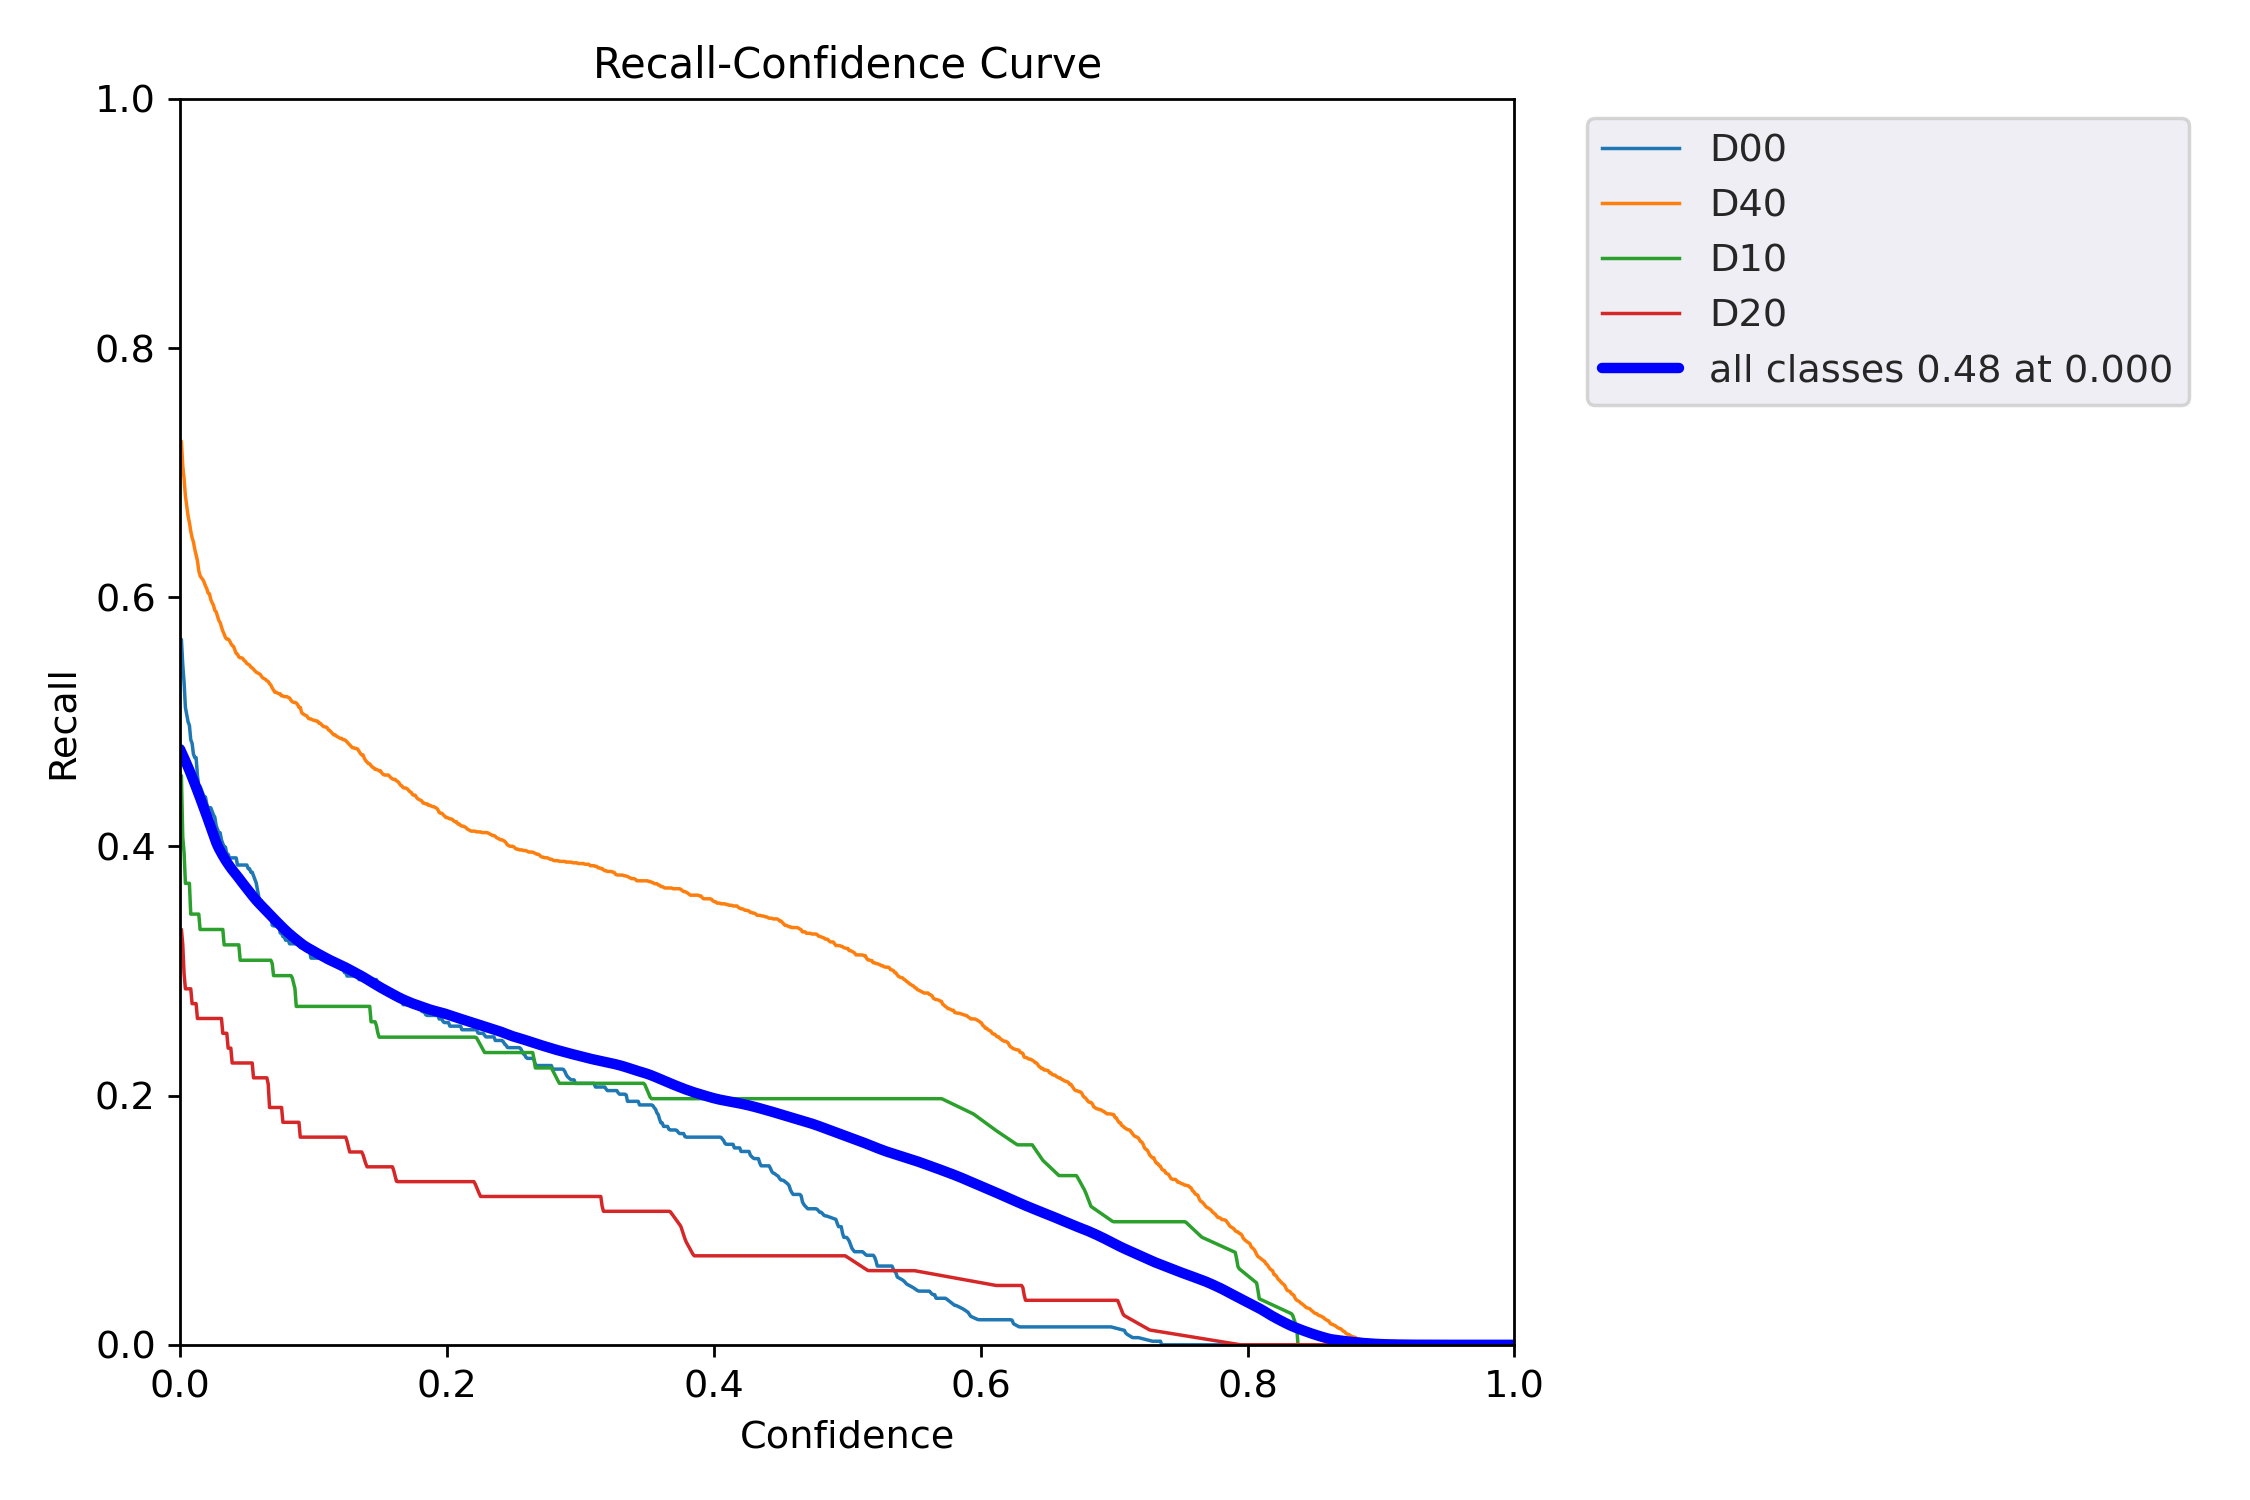 Recall-Confidence Curve
1.0
0.8
0.6
0.4
0.2
0.0
Recall
0.0 0.2 0.4 0.6 0.8 1.0
Confidence
D00
D40
D10
D20
all classes 0.48 at 0.000